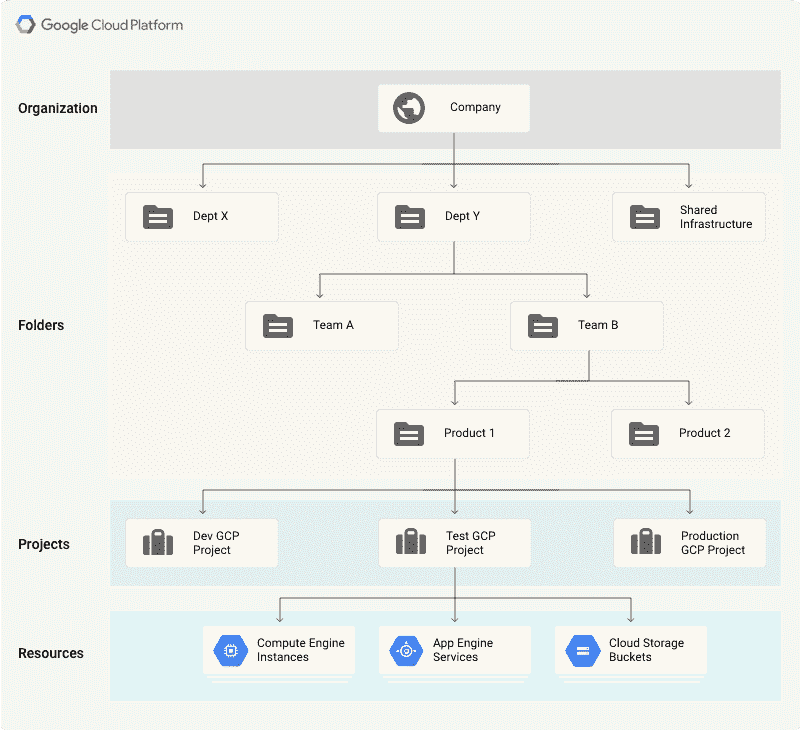 Google Cloud Platform
Organization
Company
Dept X
Dept Y
Shared
Infrastructure
Folders
Team A
Team B
Product 1
Product 2
Projects
Dev GCP
Project
Test GCP
Project
Production
GCP Project
Resources
Compute Engine
Instances
App Engine
Services
Cloud Storage
Buckets